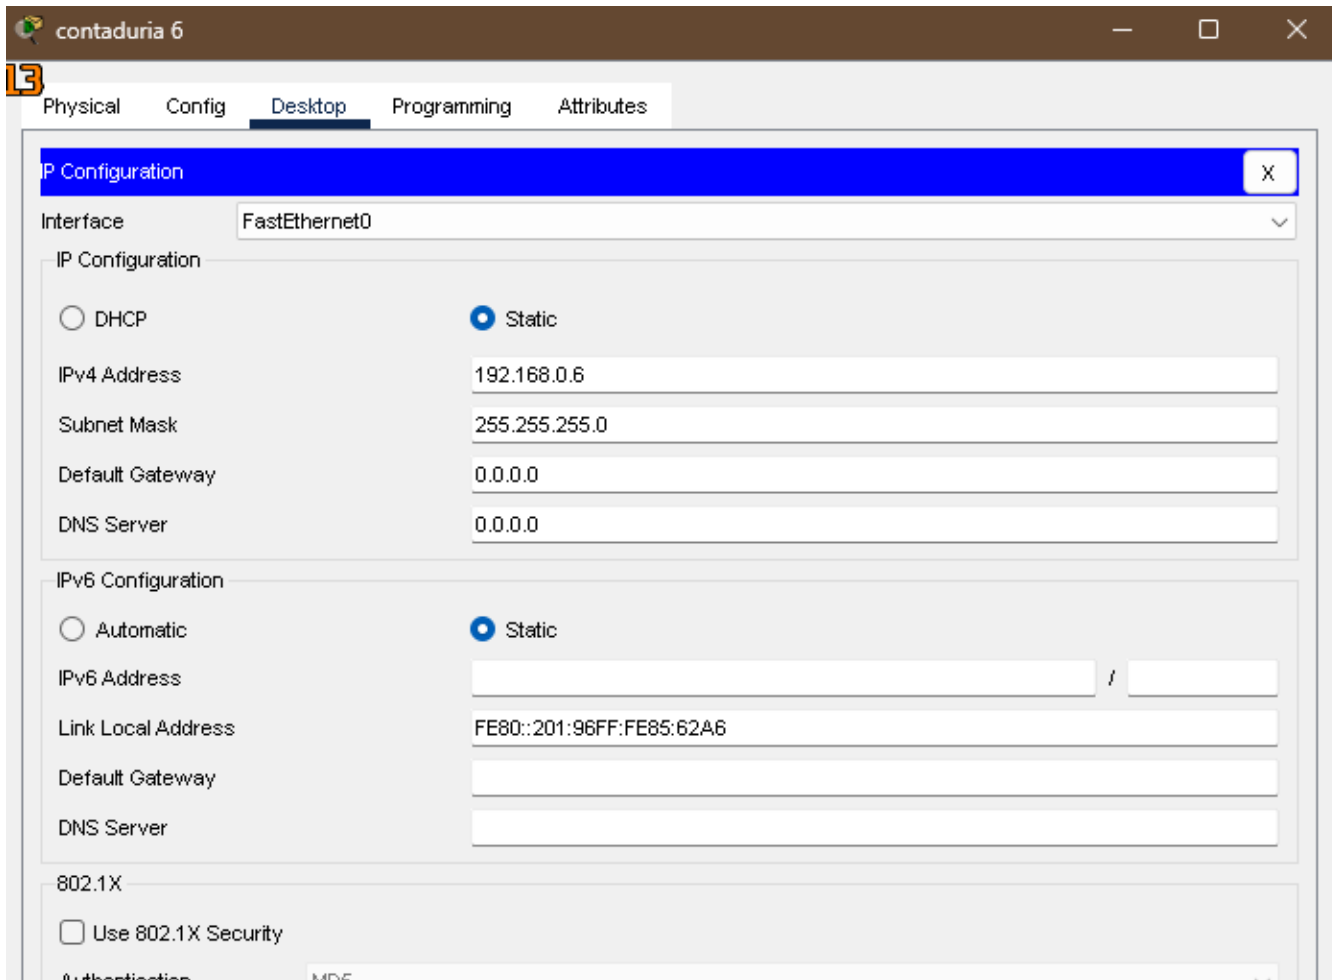 contaduria 6
13
Physical Config Desktop Programming Attributes
IP Configuration X
Interface FastEthernet0
IP Configuration
DHCP Static
IPv4 Address 192.168.0.6
Subnet Mask 255.255.255.0
Default Gateway 0.0.0.0
DNS Server 0.0.0.0
IPv6 Configuration
Automatic Static
IPv6 Address /
Link Local Address FE80::201:96FF:FE85:62A6
Default Gateway
DNS Server
802.1X
Use 802.1X Security
Authentication MD5